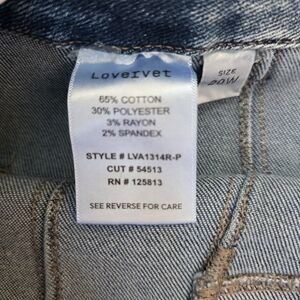 Lovervet
65% COTTON
30% POLYESTER
3% RAYON
2% SPANDEX
STYLE # LVA1314R-P
CUT # 54513
RN # 125813
SEE REVERSE FOR CARE
SIZE
20W